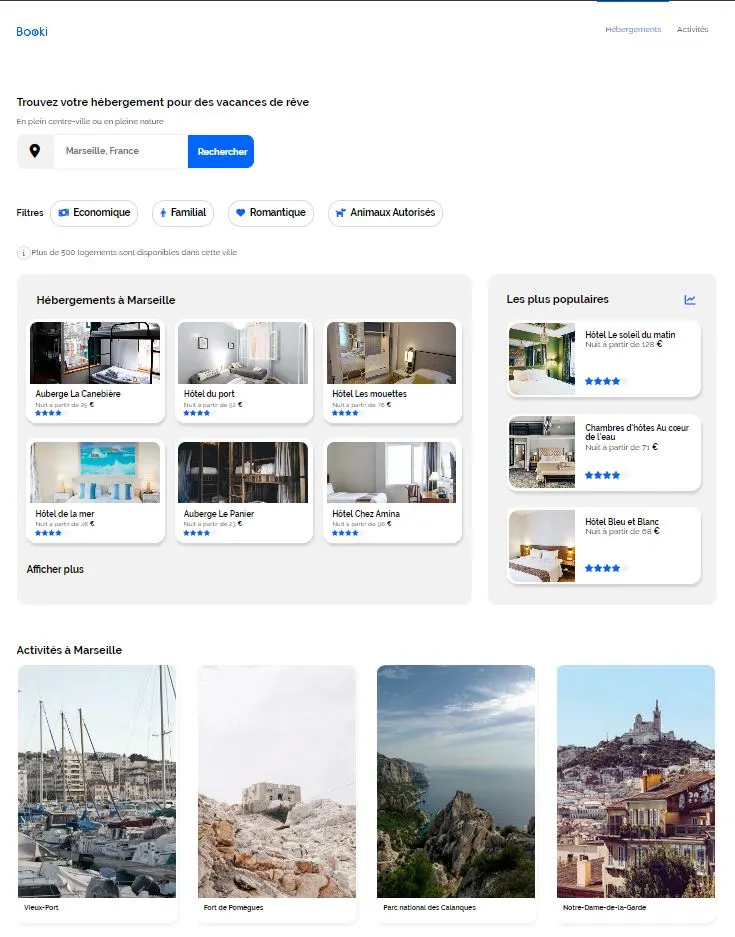 Booki
Hébergements
Activités
Trouvez votre hébergement pour des vacances de rêve
En plein centre-ville ou en pleine nature
Marseille, France
Rechercher
Filtres
Economique
Familial
Romantique
Animaux Autorisés
Plus de 500 logements sont disponibles dans cette ville
Hébergements à Marseille
Auberge La Canebière
Nuit à partir de 25 €
Hôtel du port
Nuit à partir de 52 €
Hôtel Les mouettes
Nuit à partir de 76 €
Hôtel de la mer
Nuit à partir de 46 €
Auberge Le Panier
Nuit à partir de 23 €
Hôtel Chez Amina
Nuit à partir de 96 €
Afficher plus
Les plus populaires
Hôtel Le soleil du matin
Nuit à partir de 128 €
Chambres d'hôtes Au cœur
de l'eau
Nuit à partir de 71 €
Hôtel Bleu et Blanc
Nuit à partir de 68 €
Activités à Marseille
Vieux-Port
Fort de Pomègues
Parc national des Calanques
Notre-Dame-de-la-Garde